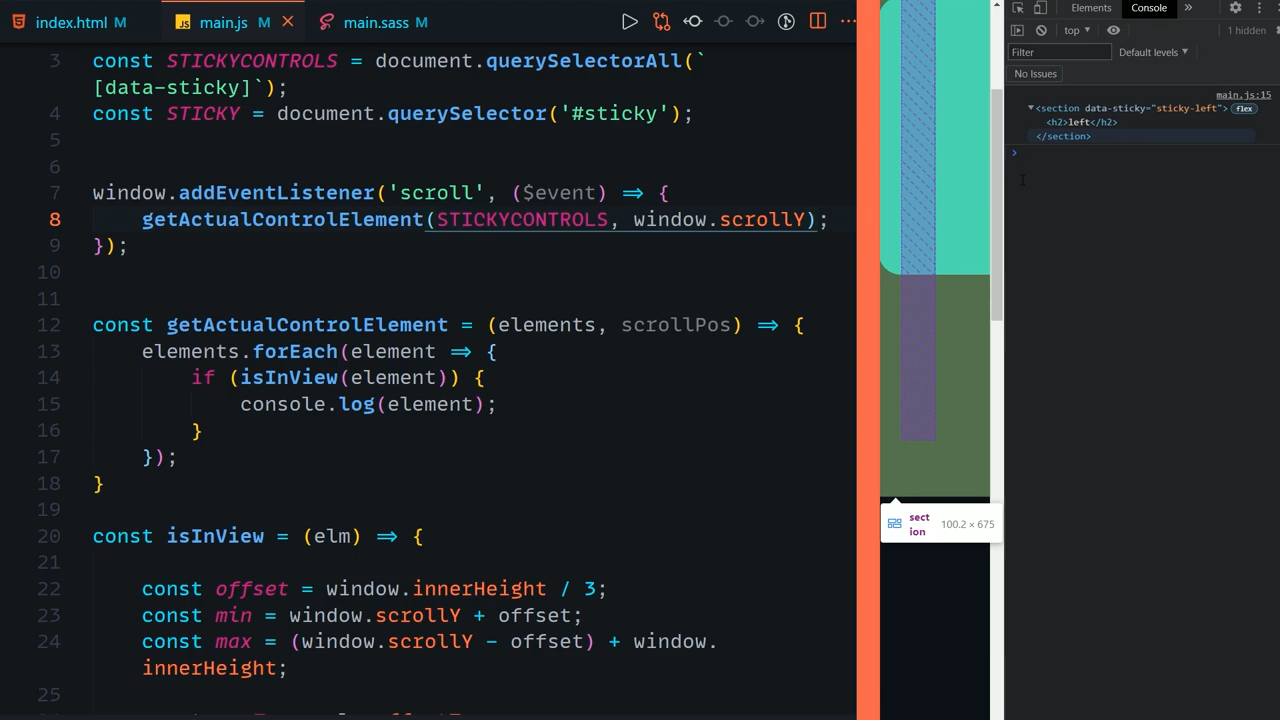 index.html M
JS main.js M ×
main.sass M
3 const STICKYCONTROLS = document.querySelectorAll(`
[data-sticky]`);
4 const STICKY = document.querySelector('#sticky');
5
6
7 window.addEventListener('scroll', ($event) ⇒ {
8 getActualControlElement(STICKYCONTROLS, window.scrollY);
9 });
10
11
12 const getActualControlElement = (elements, scrollPos) ⇒ {
13 elements.forEach(element ⇒ {
14 if (isInView(element)) {
15 console.log(element);
16 }
17 });
18 }
19
20 const isInView = (elm) ⇒ {
21
22 const offset = window.innerHeight / 3;
23 const min = window.scrollY + offset;
24 const max = (window.scrollY - offset) + window.
innerHeight;
25
sect
ion
100.2 × 675
Elements Console »
top
1 hidden
Filter Default levels
No Issues
main.js:15
<section data-sticky="sticky-left"> flex
<h2>left</h2>
</section>